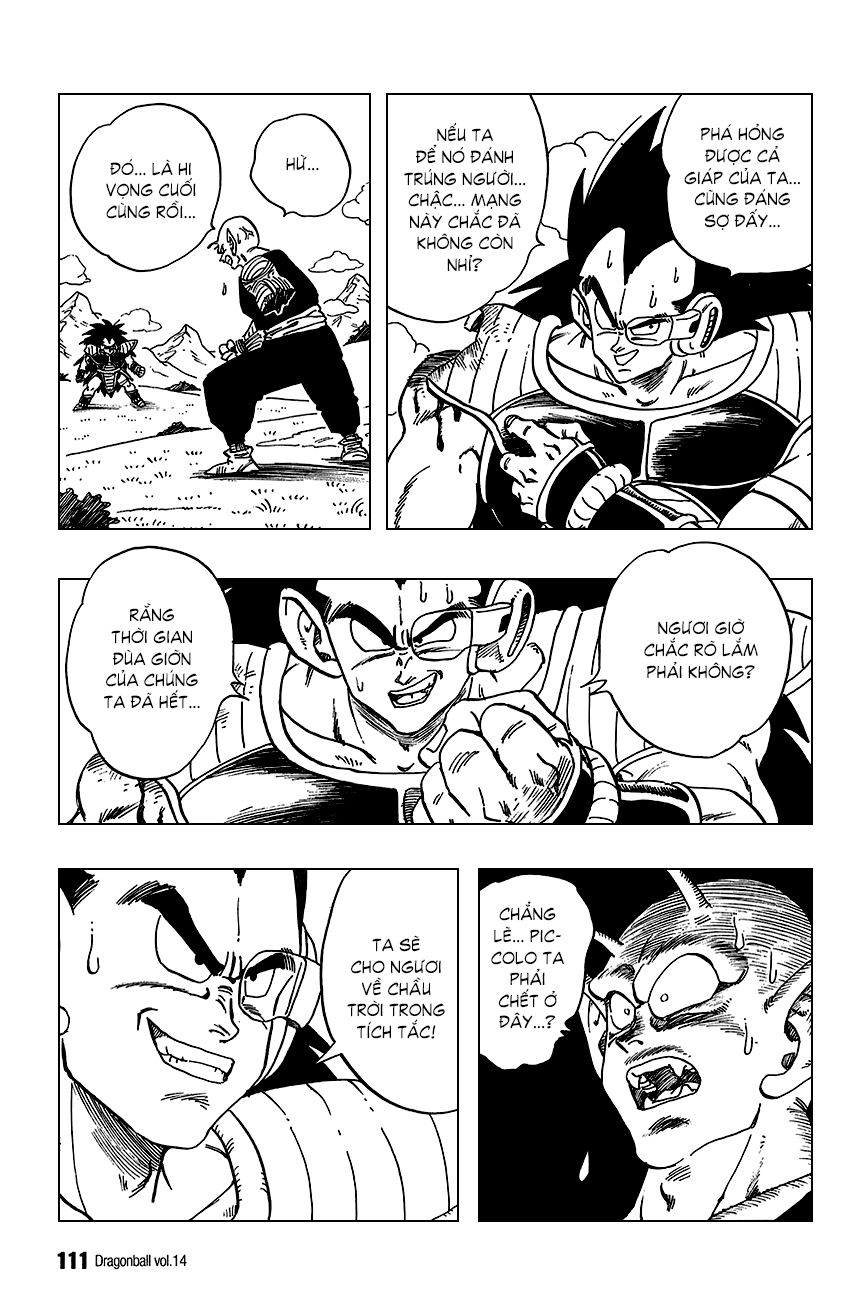 PHÁ HỎNG
ĐƯỢC CẢ
GIÁP CỦA TA...
CŨNG ĐÁNG
SỢ ĐẤY...
NẾU TA
ĐỂ NÓ ĐÁNH
TRÚNG NGƯỜI...
CHẬC... MẠNG
NÀY CHẮC ĐÃ
KHÔNG CÒN
NHỈ?
HỪ...
ĐÓ... LÀ HI
VỌNG CUỐI
CÙNG RỒI...
NGƯƠI GIỜ
CHẮC RÕ LẮM
PHẢI KHÔNG?
RẰNG
THỜI GIAN
ĐÙA GIỠN
CỦA CHÚNG
TA ĐÃ HẾT...
CHẲNG
LẼ... PIC-
COLO TA
PHẢI
CHẾT Ở
ĐÂY...?
TA SẼ
CHO NGƯƠI
VỀ CHẦU
TRỜI TRONG
TÍCH TẮC!
111 Dragonball vol.14